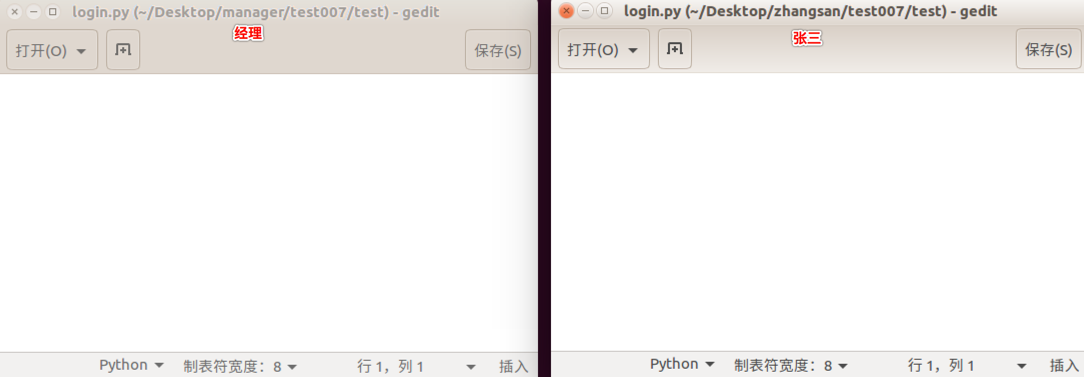 login.py (~/Desktop/manager/test007/test) - gedit
经理
打开(O)
保存(S)
Python 制表符宽度：8 行 1，列 1 插入
login.py (~/Desktop/zhangsan/test007/test) - gedit
张三
打开(O)
保存(S)
Python 制表符宽度：8 行 1，列 1 插入